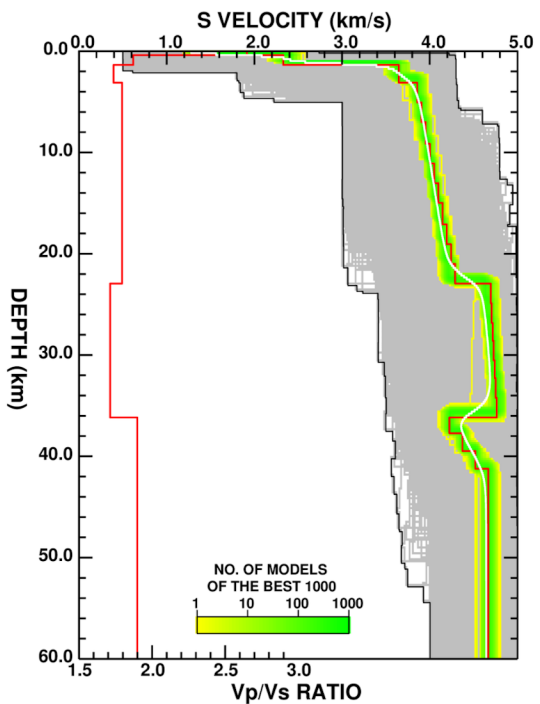 S VELOCITY (km/s)
0.0 1.0 2.0 3.0 4.0 5.0
0.0
10.0
20.0
30.0
40.0
50.0
60.0
DEPTH (km)
NO. OF MODELS
OF THE BEST 1000
1 10 100 1000
1.5 2.0 2.5 3.0
Vp/Vs RATIO